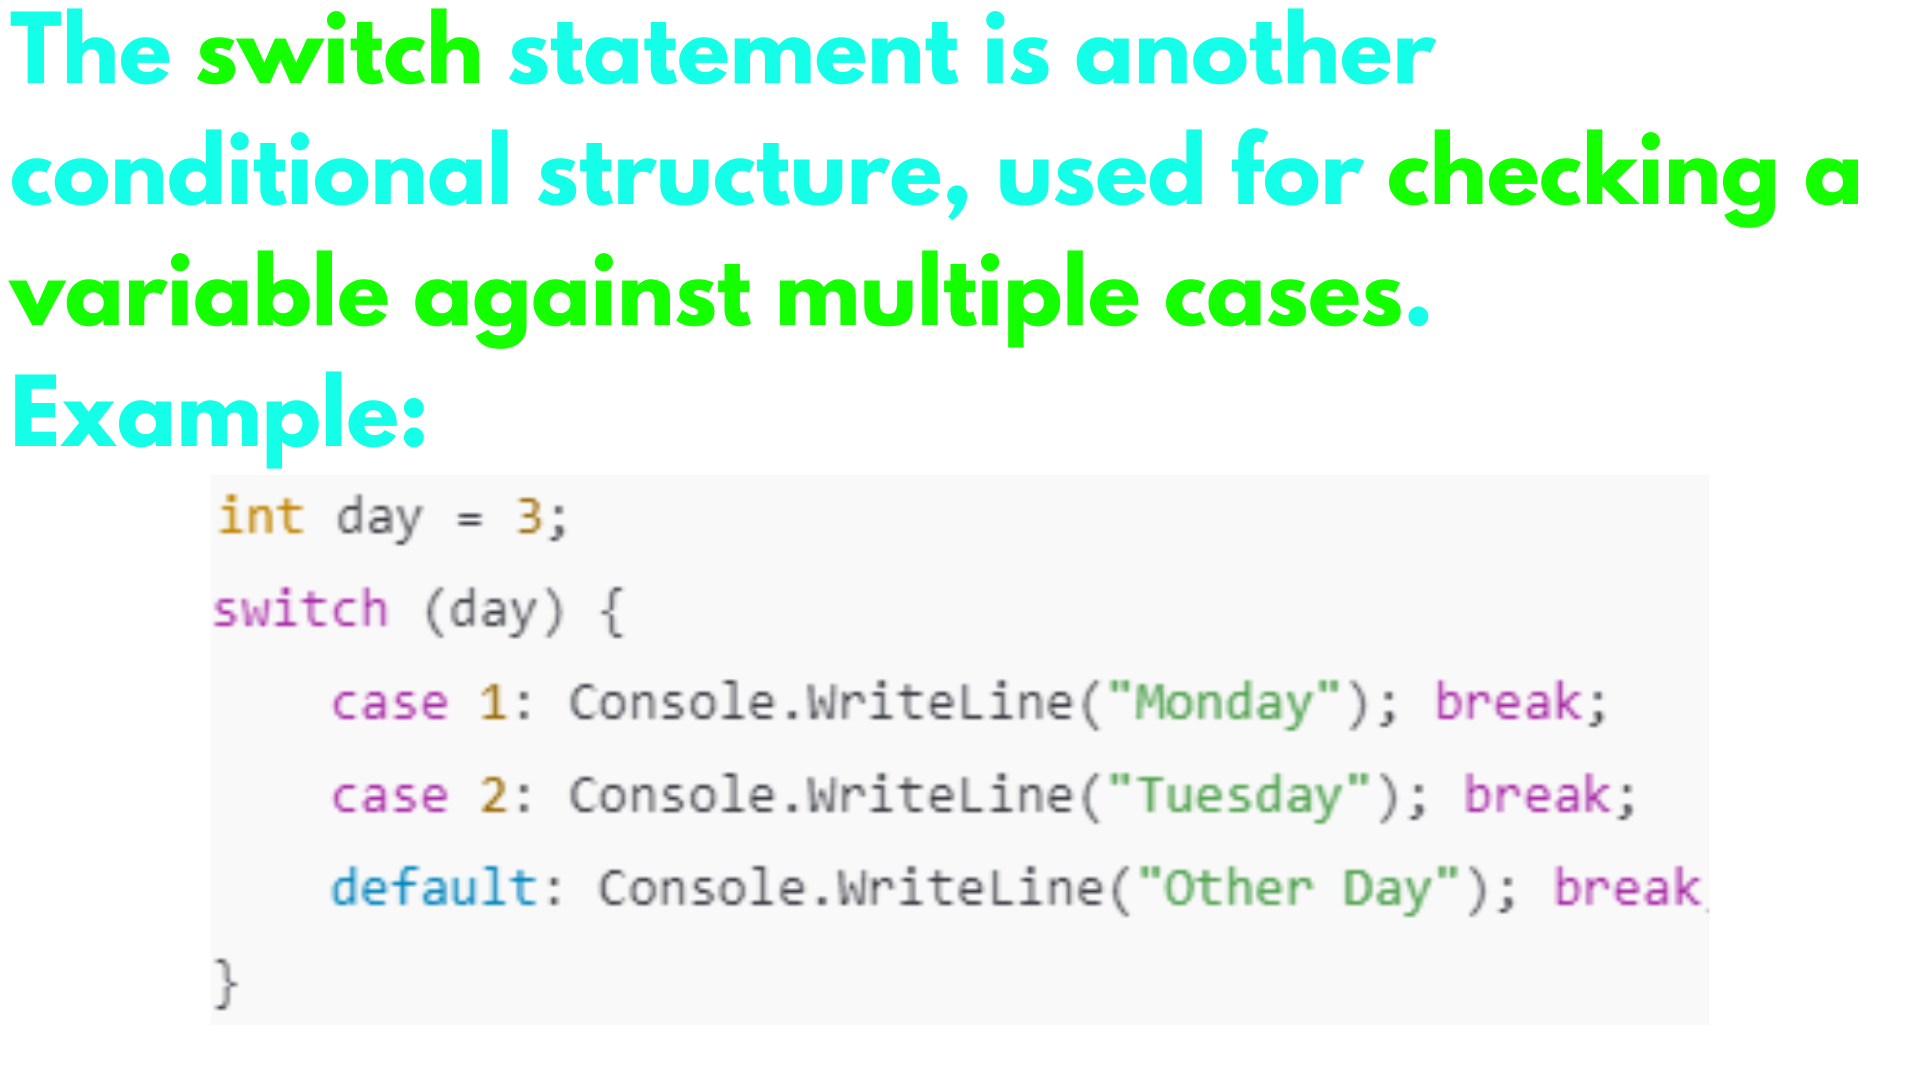 The switch statement is another
conditional structure, used for checking a
variable against multiple cases.
Example:
int day = 3;
switch (day) {
case 1: Console.WriteLine("Monday"); break;
case 2: Console.WriteLine("Tuesday"); break;
default: Console.WriteLine("Other Day"); break;
}